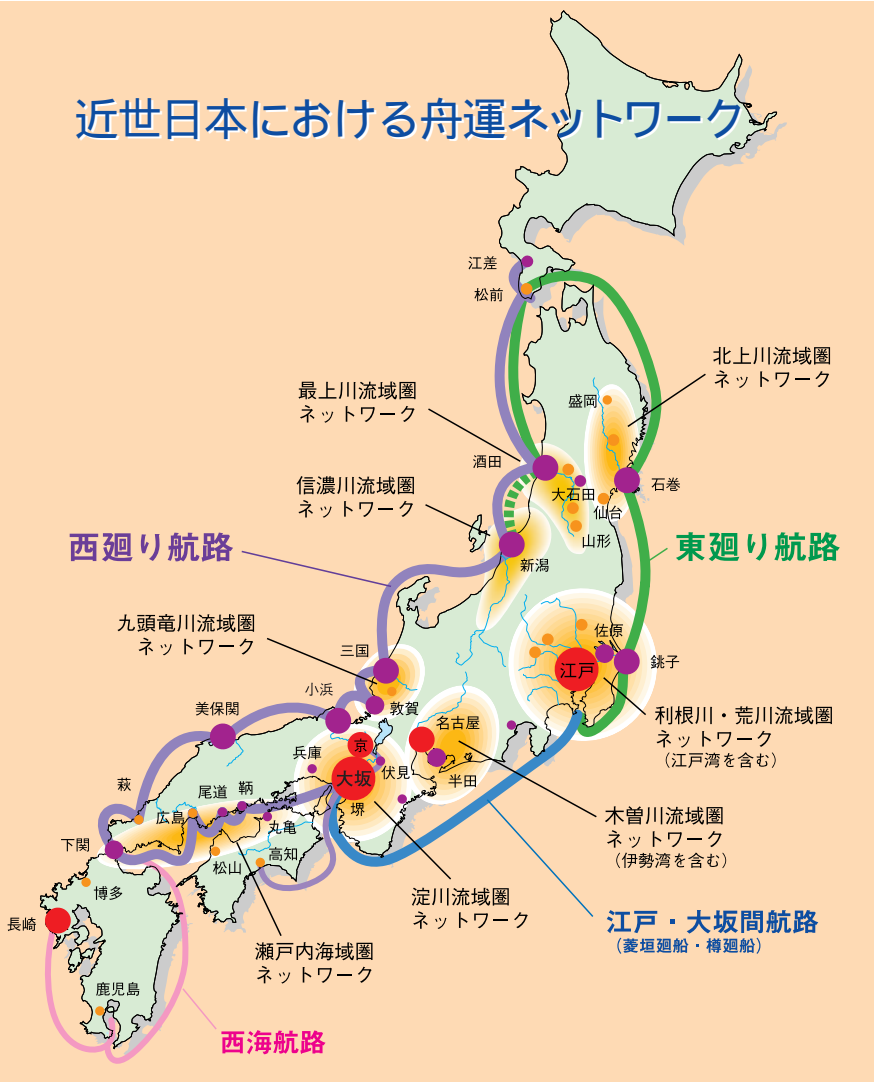 近世日本における舟運ネットワーク
江差
松前
北上川流域圏
ネットワーク
最上川流域圏
ネットワーク
盛岡
酒田
石巻
大石田
仙台
信濃川流域圏
ネットワーク
山形
新潟
西廻り航路
東廻り航路
九頭竜川流域圏
ネットワーク
三国
佐原
江戸
銚子
小浜
敦賀
美保関
名古屋
利根川・荒川流域圏
ネットワーク
（江戸湾を含む）
兵庫
京
大坂
伏見
半田
萩
尾道
鞆
堺
広島
丸亀
木曽川流域圏
ネットワーク
（伊勢湾を含む）
下関
松山
高知
博多
淀川流域圏
ネットワーク
長崎
江戸・大坂間航路
（菱垣廻船・樽廻船）
瀬戸内海域圏
ネットワーク
鹿児島
西海航路